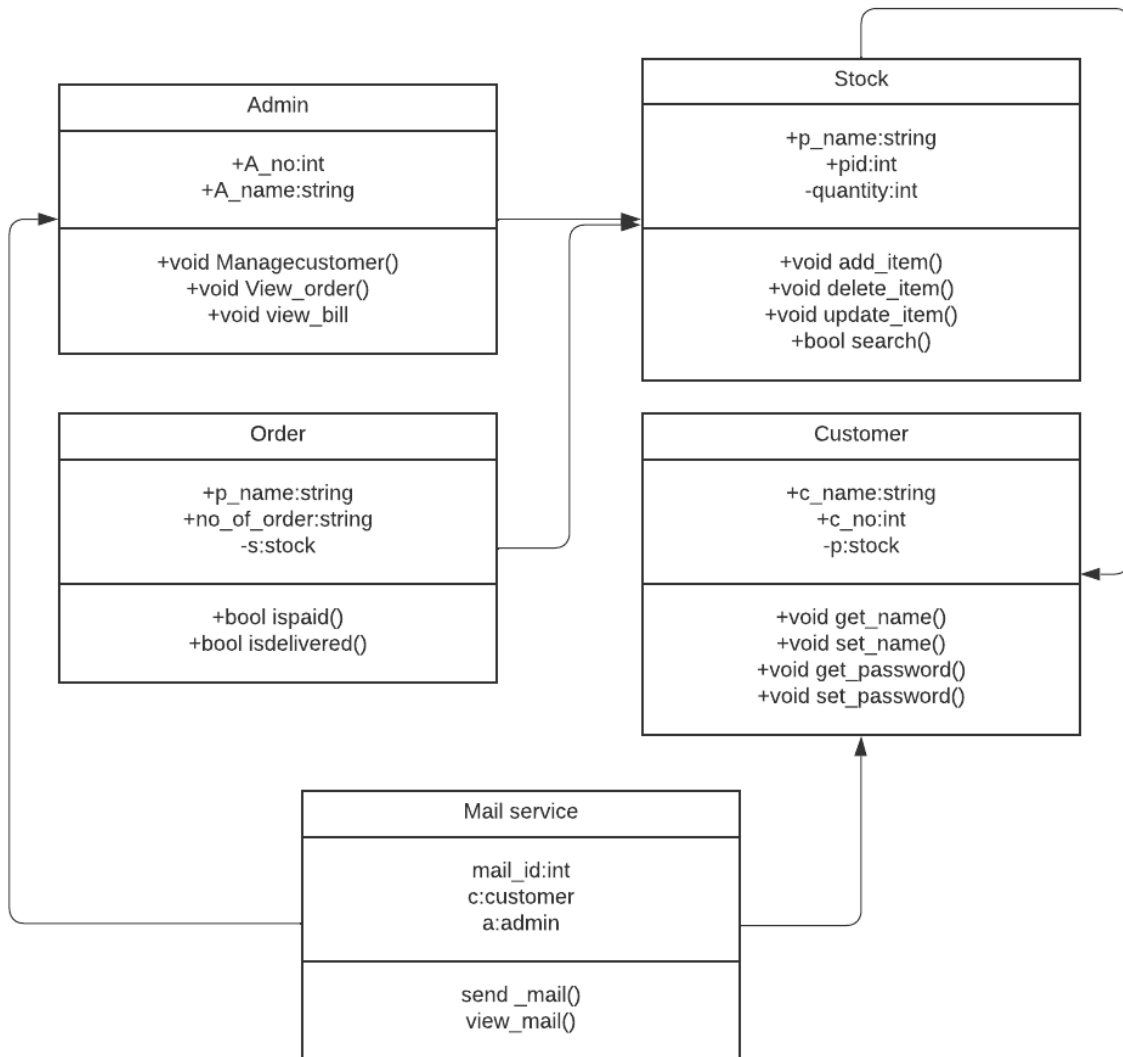 Admin
+A_no:int
+A_name:string
+void Managecustomer()
+void View_order()
+void view_bill
Stock
+p_name:string
+pid:int
-quantity:int
+void add_item()
+void delete_item()
+void update_item()
+bool search()
Order
+p_name:string
+no_of_order:string
-s:stock
+bool ispaid()
+bool isdelivered()
Customer
+c_name:string
+c_no:int
-p:stock
+void get_name()
+void set_name()
+void get_password()
+void set_password()
Mail service
mail_id:int
c:customer
a:admin
send _mail()
view_mail()